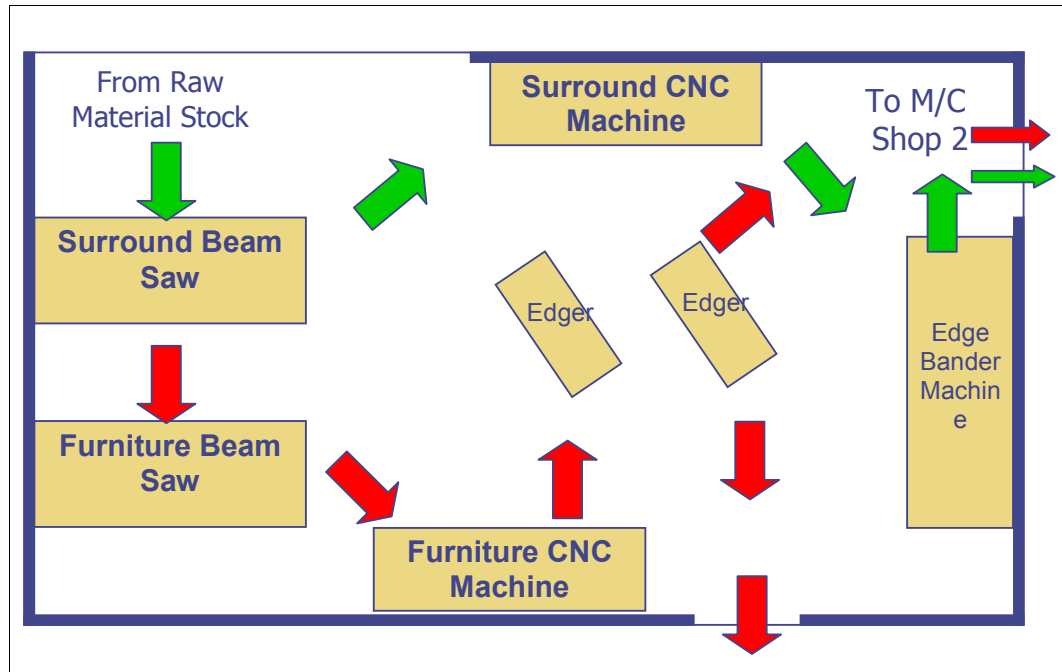 From Raw
Material Stock
Surround CNC
Machine
To M/C
Shop 2
Surround Beam
Saw
Edger
Edger
Edge
Bander
Machin
e
Furniture Beam
Saw
Furniture CNC
Machine